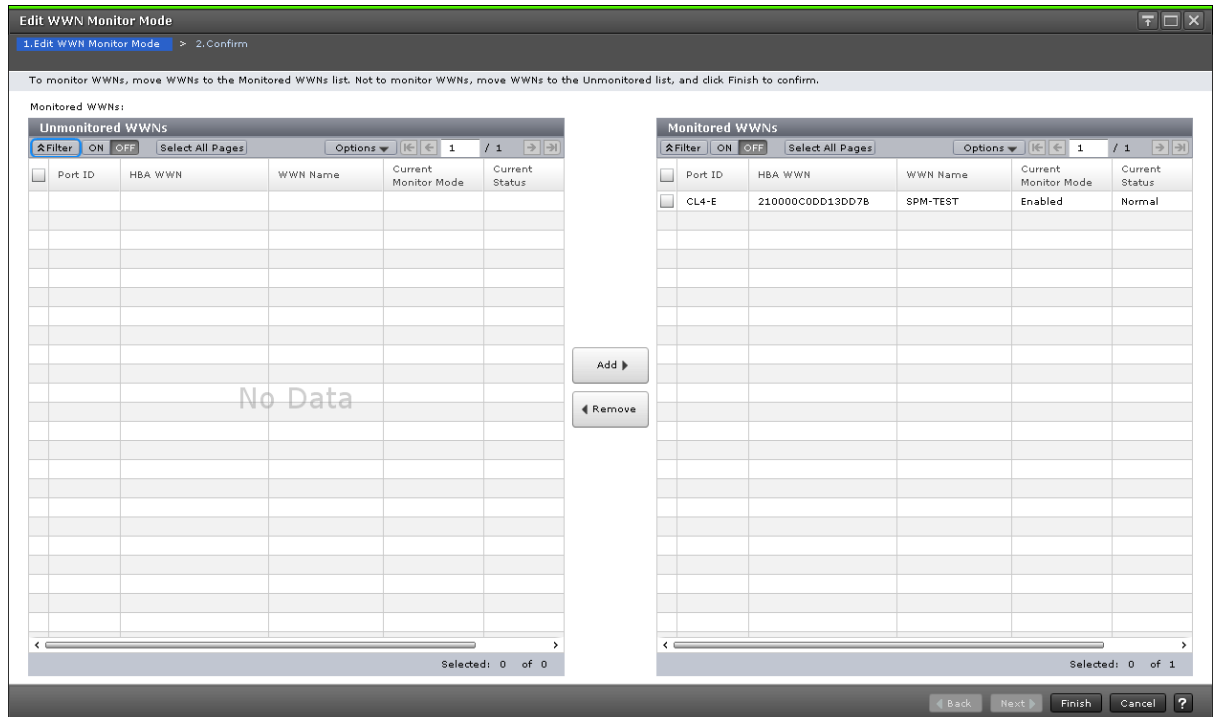 Edit WWN Monitor Mode
1.Edit WWN Monitor Mode > 2.Confirm
To monitor WWNs, move WWNs to the Monitored WWNs list. Not to monitor WWNs, move WWNs to the Unmonitored list, and click Finish to confirm.
Monitored WWNs:
Unmonitored WWNs
Filter ON OFF Select All Pages Options 1 / 1
Port ID HBA WWN WWN Name Current Monitor Mode Current Status
No Data
Selected: 0 of 0
Add
Remove
Monitored WWNs
Filter ON OFF Select All Pages Options 1 / 1
Port ID HBA WWN WWN Name Current Monitor Mode Current Status
CL4-E 210000C0DD13DD7B SPM-TEST Enabled Normal
Selected: 0 of 1
Back Next Finish Cancel ?